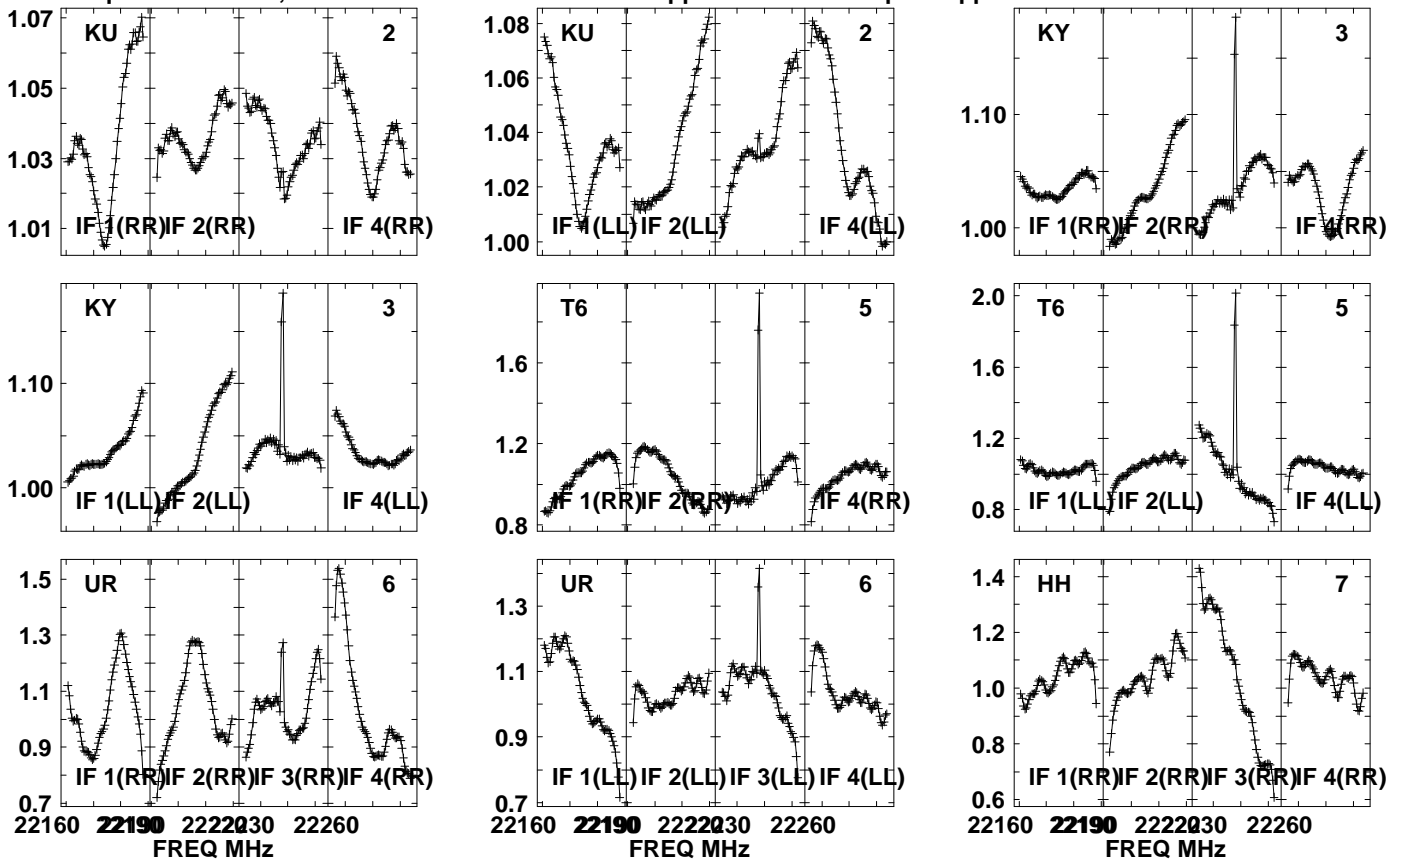 1.07 KU 2 1.08 KU 2 KY 3
1.05 1.06 1.10
1.03 1.04
1.02
1.01 IF 1(RR) IF 2(RR) IF 4(RR) 1.00 IF 1(LL) IF 2(LL) IF 4(LL) 1.00 IF 1(RR) IF 2(RR) IF 4(RR)
KY 3 T6 5 2.0 T6 5
1.10 1.6 1.6
1.2 1.2
1.00 IF 1(LL) IF 2(LL) IF 4(LL) 0.8 IF 1(RR) IF 2(RR) IF 4(RR) 0.8 IF 1(LL) IF 2(LL) IF 4(LL)
1.5 UR 6 1.3 UR 6 1.4 HH 7
1.3 1.1 1.2
1.1 1.0
0.9 IF 1(RR) IF 2(RR) IF 3(RR) IF 4(RR) 0.9 IF 1(LL) IF 2(LL) IF 3(LL) IF 4(LL) 0.8 IF 1(RR) IF 2(RR) IF 3(RR) IF 4(RR)
0.7 0.7 0.6
22160 22190 22220 22230 22260 22160 22190 22220 22230 22260 22160 22190 22220 22230 22260
FREQ MHz FREQ MHz FREQ MHz